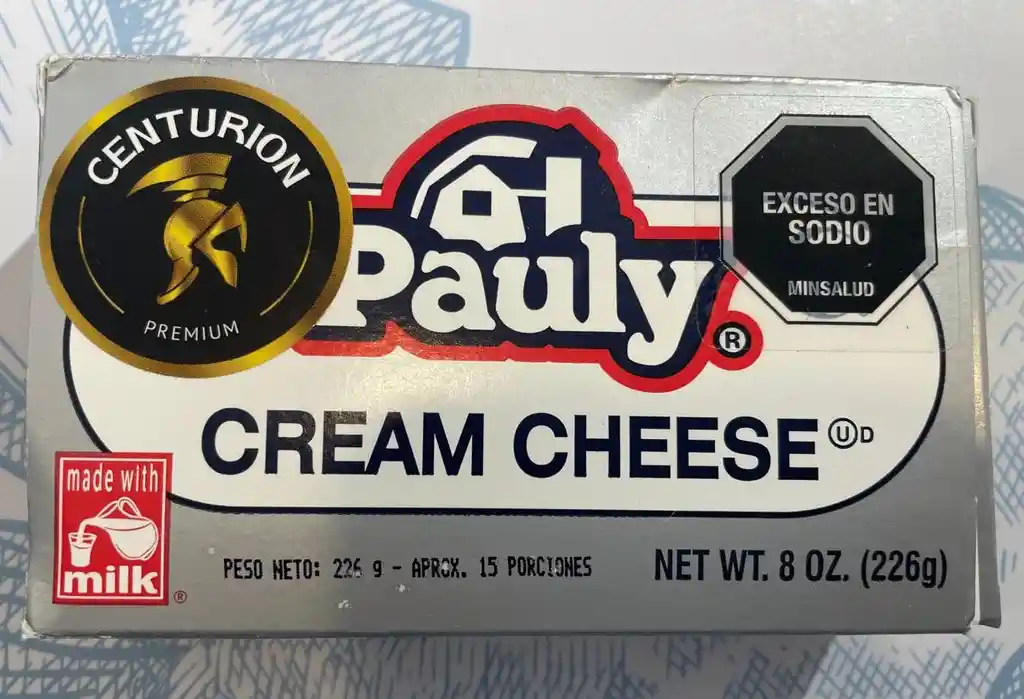 CENTURION
PREMIUM
Pauly®
EXCESO EN
SODIO
MINSALUD
CREAM CHEESE ⓊD
made with
milk®
PESO NETO: 226 g - APROX. 15 PORCIONES
NET WT. 8 OZ. (226g)